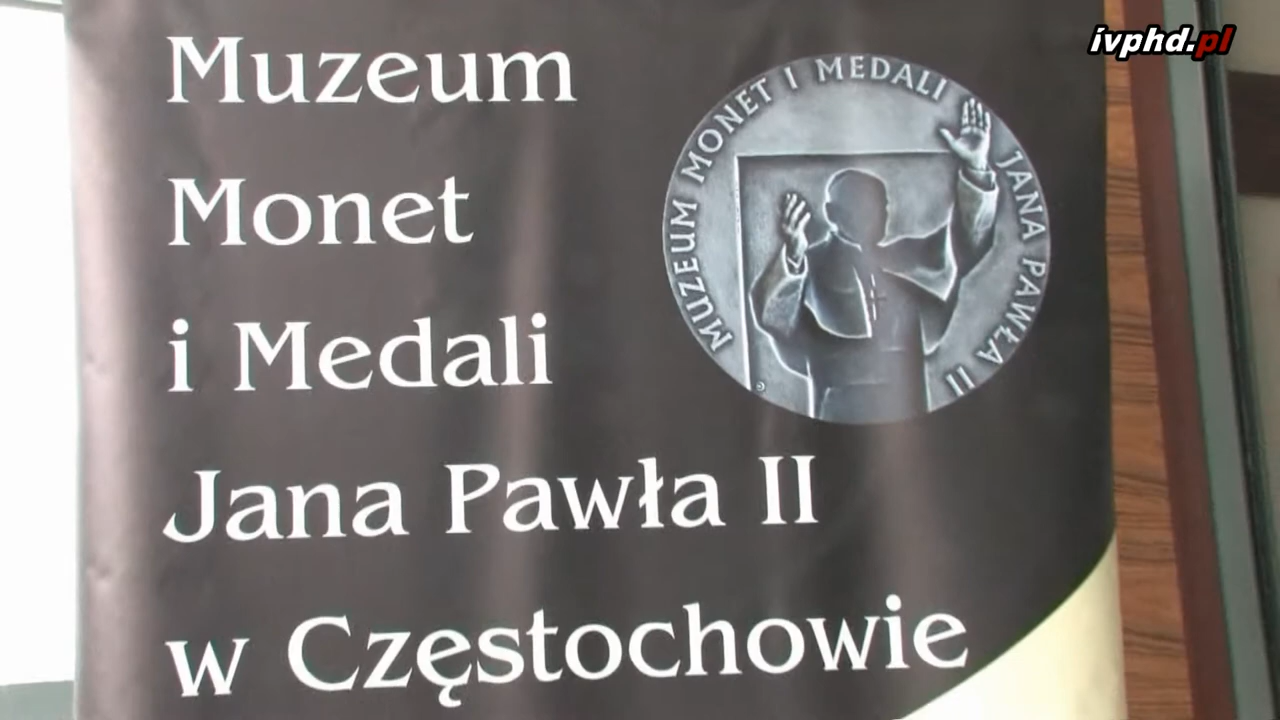 ivphd.pl
Muzeum
Monet
i Medali
Jana Pawła II
w Częstochowie
MUZEUM MONET I MEDALI JANA PAWŁA II